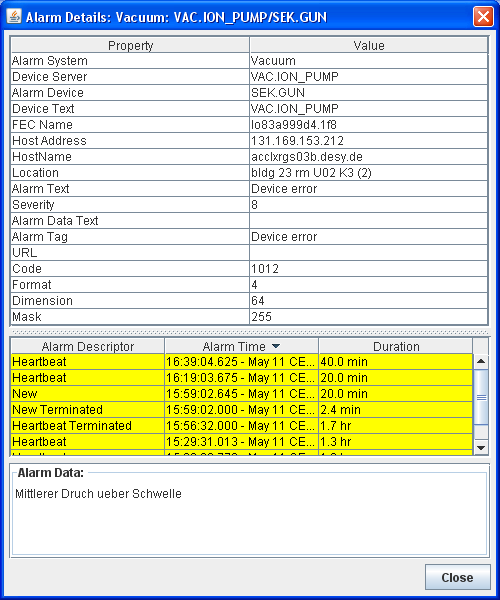 Alarm Details: Vacuum: VAC.ION_PUMP/SEK.GUN
Property Value
Alarm System Vacuum
Device Server VAC.ION_PUMP
Alarm Device SEK.GUN
Device Text VAC.ION_PUMP
FEC Name lo83a999d4.1f8
Host Address 131.169.153.212
HostName acclxrgs03b.desy.de
Location bldg 23 rm U02 K3 (2)
Alarm Text Device error
Severity 8
Alarm Data Text
Alarm Tag Device error
URL
Code 1012
Format 4
Dimension 64
Mask 255
Alarm Descriptor Alarm Time Duration
Heartbeat 16:39:04.625 - May 11 CE... 40.0 min
Heartbeat 16:19:03.675 - May 11 CE... 20.0 min
New 15:59:02.645 - May 11 CE... 20.0 min
New Terminated 15:59:02.000 - May 11 CE... 2.4 min
Heartbeat Terminated 15:56:32.000 - May 11 CE... 1.7 hr
Heartbeat 15:29:31.013 - May 11 CE... 1.3 hr
Alarm Data:
Mittlerer Druch ueber Schwelle
Close